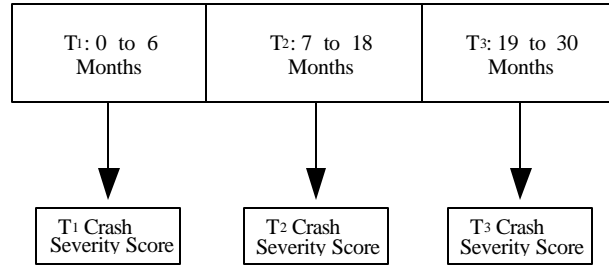 T1: 0 to 6
Months
T2: 7 to 18
Months
T3: 19 to 30
Months
T1 Crash
Severity Score
T2 Crash
Severity Score
T3 Crash
Severity Score